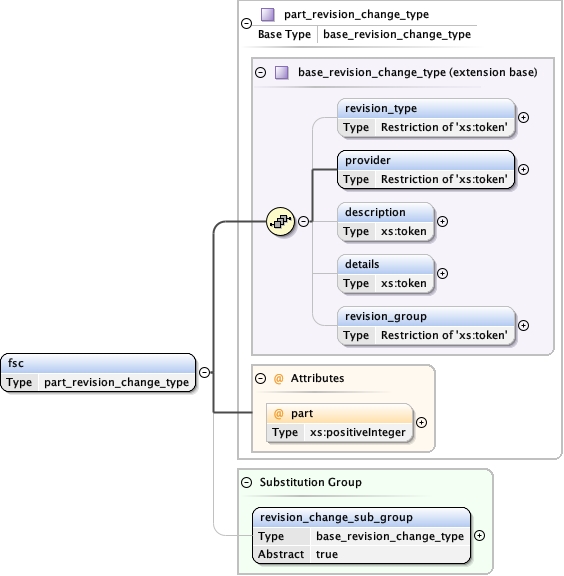 part_revision_change_type
Base Type base_revision_change_type
base_revision_change_type (extension base)
revision_type
Type Restriction of 'xs:token'
provider
Type Restriction of 'xs:token'
description
Type xs:token
details
Type xs:token
revision_group
Type Restriction of 'xs:token'
fsc
Type part_revision_change_type
@ Attributes
@ part
Type xs:positiveInteger
Substitution Group
revision_change_sub_group
Type base_revision_change_type
Abstract true